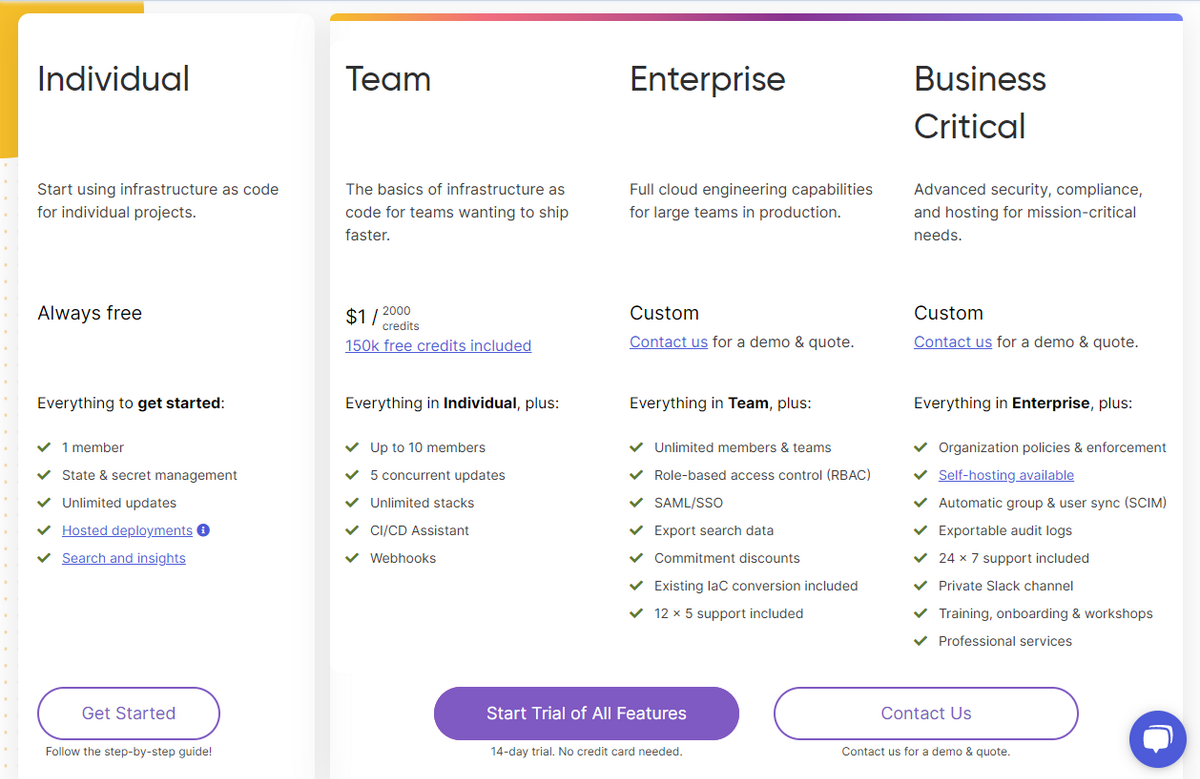 Individual
Start using infrastructure as code
for individual projects.
Always free
Everything to get started:
1 member
State & secret management
Unlimited updates
Hosted deployments i
Search and insights
Get Started
Follow the step-by-step guide!
Team
The basics of infrastructure as
code for teams wanting to ship
faster.
$1 / 2000
credits
150k free credits included
Everything in Individual, plus:
Up to 10 members
5 concurrent updates
Unlimited stacks
CI/CD Assistant
Webhooks
Enterprise
Full cloud engineering capabilities
for large teams in production.
Custom
Contact us for a demo & quote.
Everything in Team, plus:
Unlimited members & teams
Role-based access control (RBAC)
SAML/SSO
Export search data
Commitment discounts
Existing IaC conversion included
12 × 5 support included
Business
Critical
Advanced security, compliance,
and hosting for mission-critical
needs.
Custom
Contact us for a demo & quote.
Everything in Enterprise, plus:
Organization policies & enforcement
Self-hosting available
Automatic group & user sync (SCIM)
Exportable audit logs
24 × 7 support included
Private Slack channel
Training, onboarding & workshops
Professional services
Start Trial of All Features
14-day trial. No credit card needed.
Contact Us
Contact us for a demo & quote.